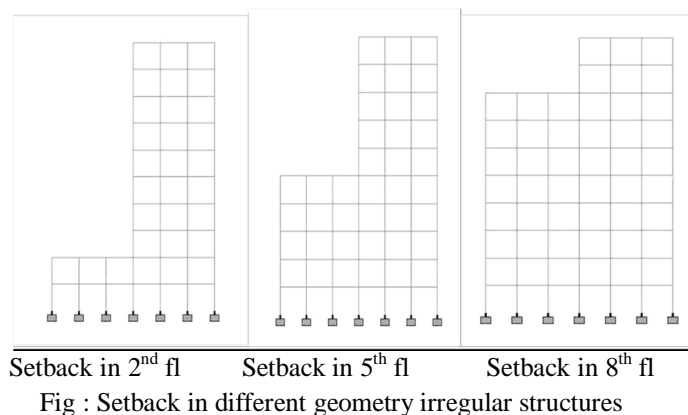 Setback in 2nd fl Setback in 5th fl Setback in 8th fl
Fig : Setback in different geometry irregular structures